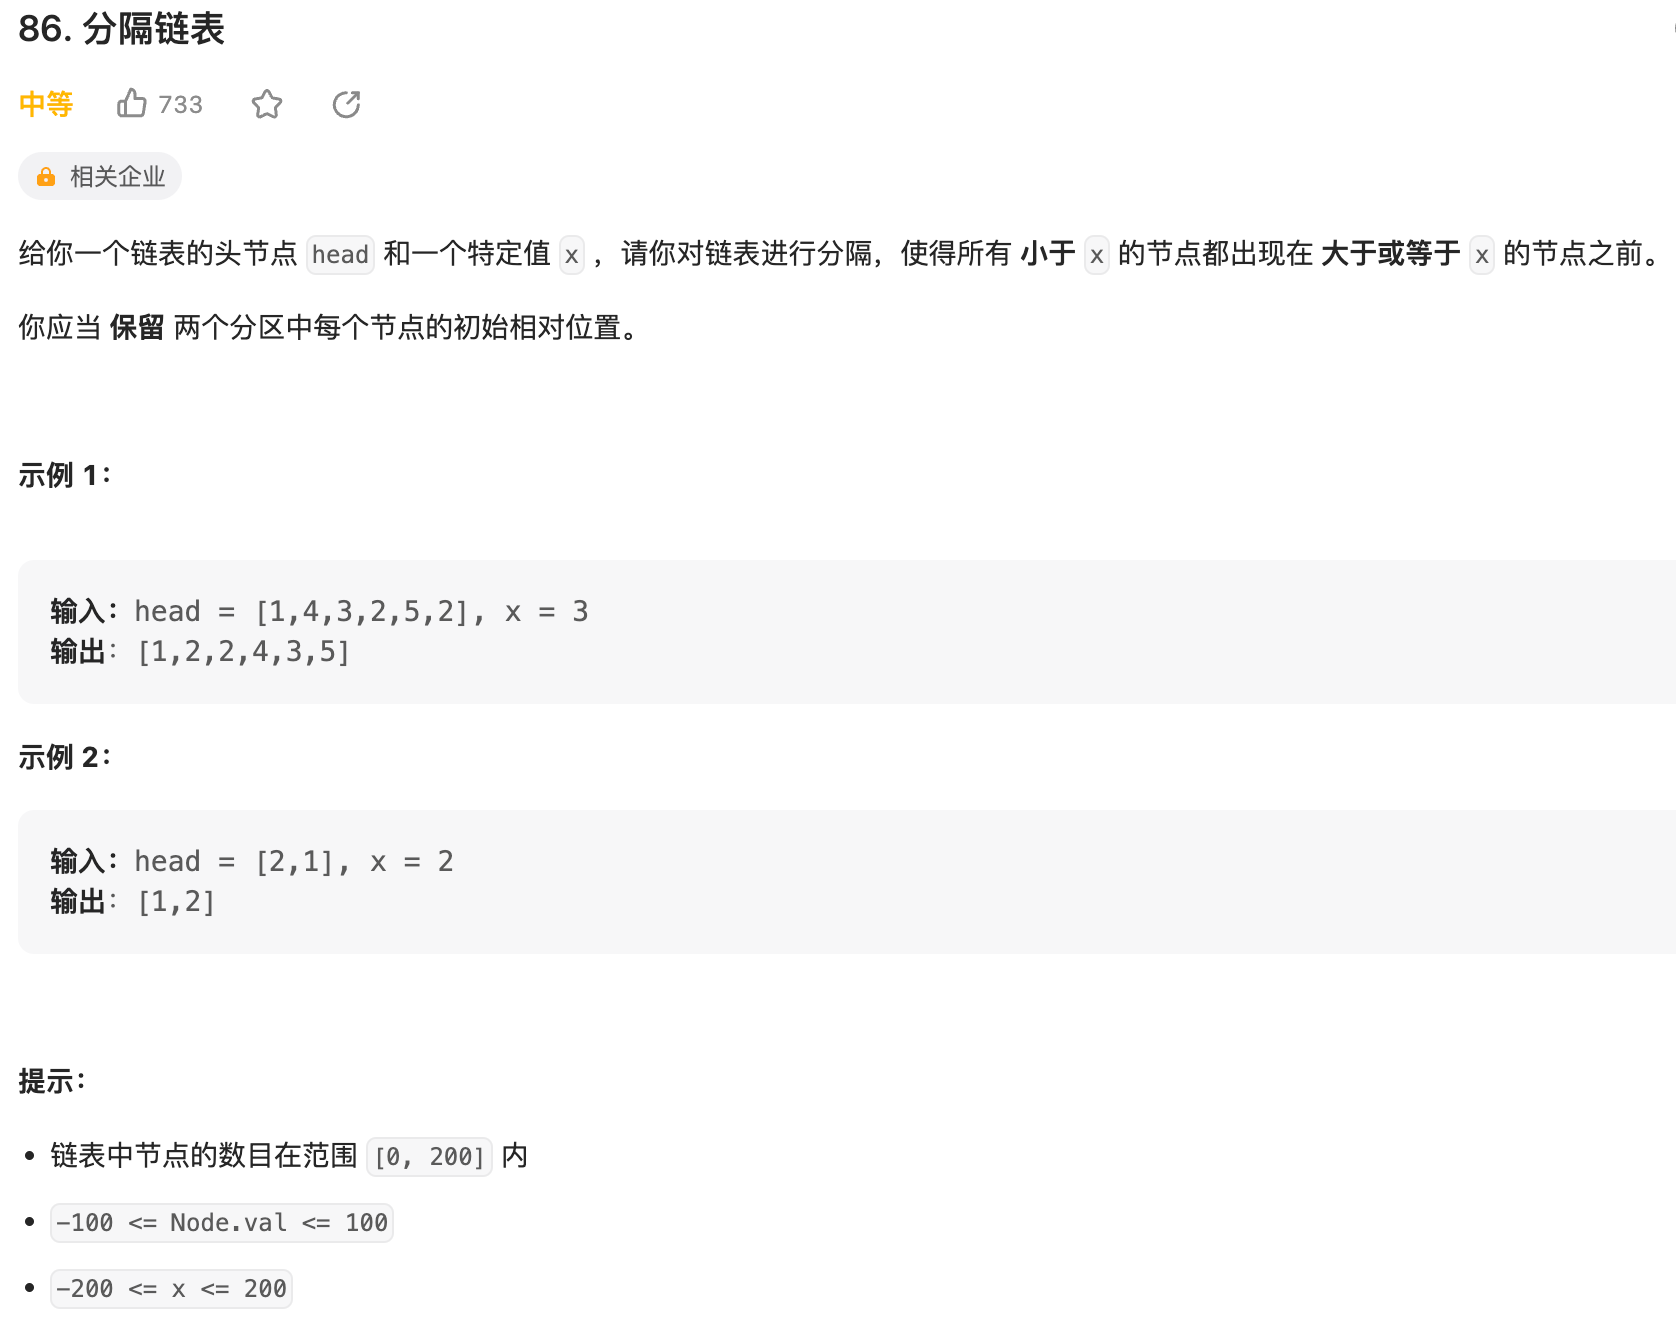 86. 分隔链表
中等 733
相关企业
给你一个链表的头节点 head 和一个特定值 x ，请你对链表进行分隔，使得所有 小于 x 的节点都出现在 大于或等于 x 的节点之前。
你应当 保留 两个分区中每个节点的初始相对位置。
示例 1：
输入：head = [1,4,3,2,5,2], x = 3
输出：[1,2,2,4,3,5]
示例 2：
输入：head = [2,1], x = 2
输出：[1,2]
提示：
• 链表中节点的数目在范围 [0, 200] 内
• -100 <= Node.val <= 100
• -200 <= x <= 200